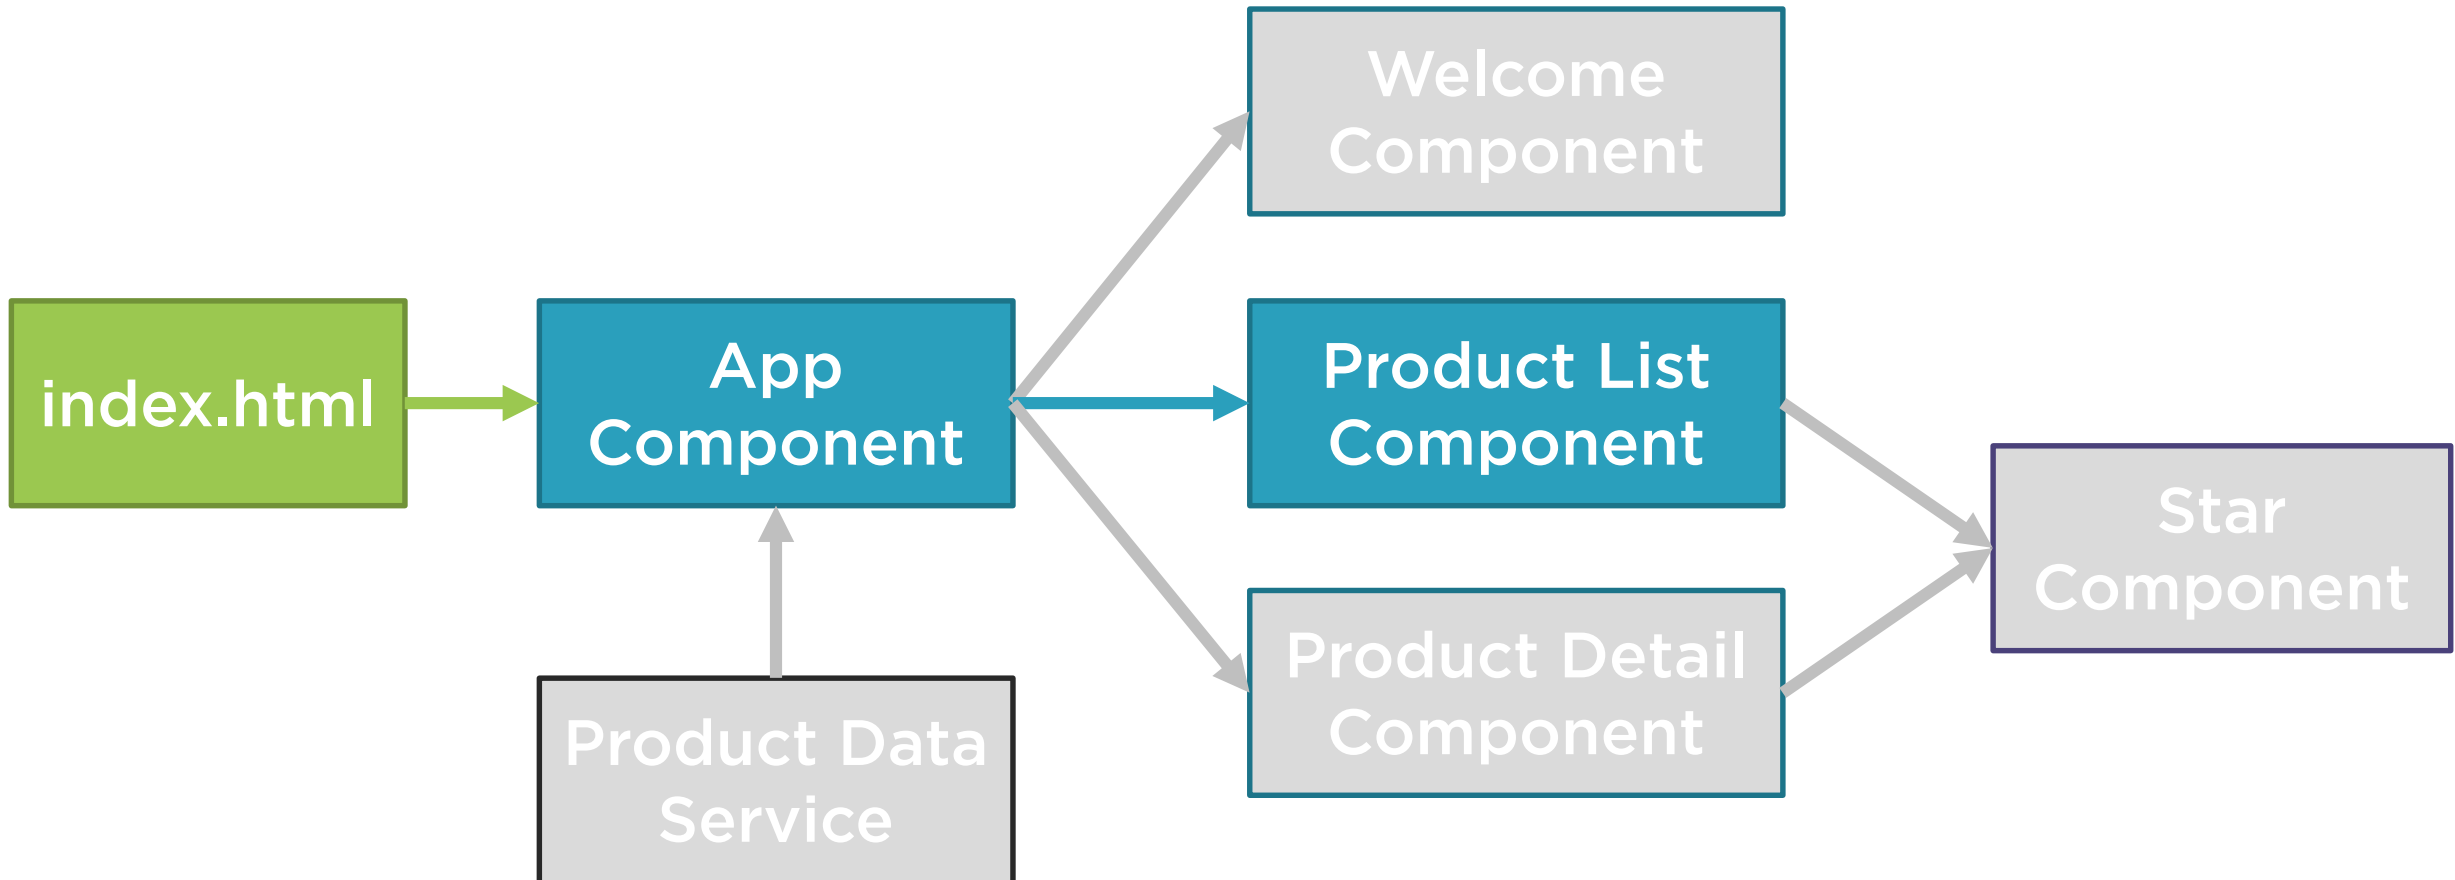 Welcome
Component
index.html
App
Component
Product List
Component
Star
Component
Product Detail
Component
Product Data
Service